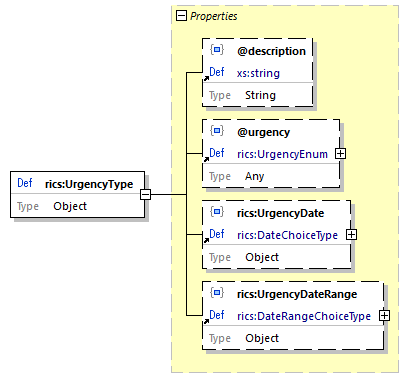 Properties
@description
Def xs:string
Type String
@urgency
Def rics:UrgencyEnum
Type Any
Def rics:UrgencyType
Type Object
rics:UrgencyDate
Def rics:DateChoiceType
Type Object
rics:UrgencyDateRange
Def rics:DateRangeChoiceType
Type Object